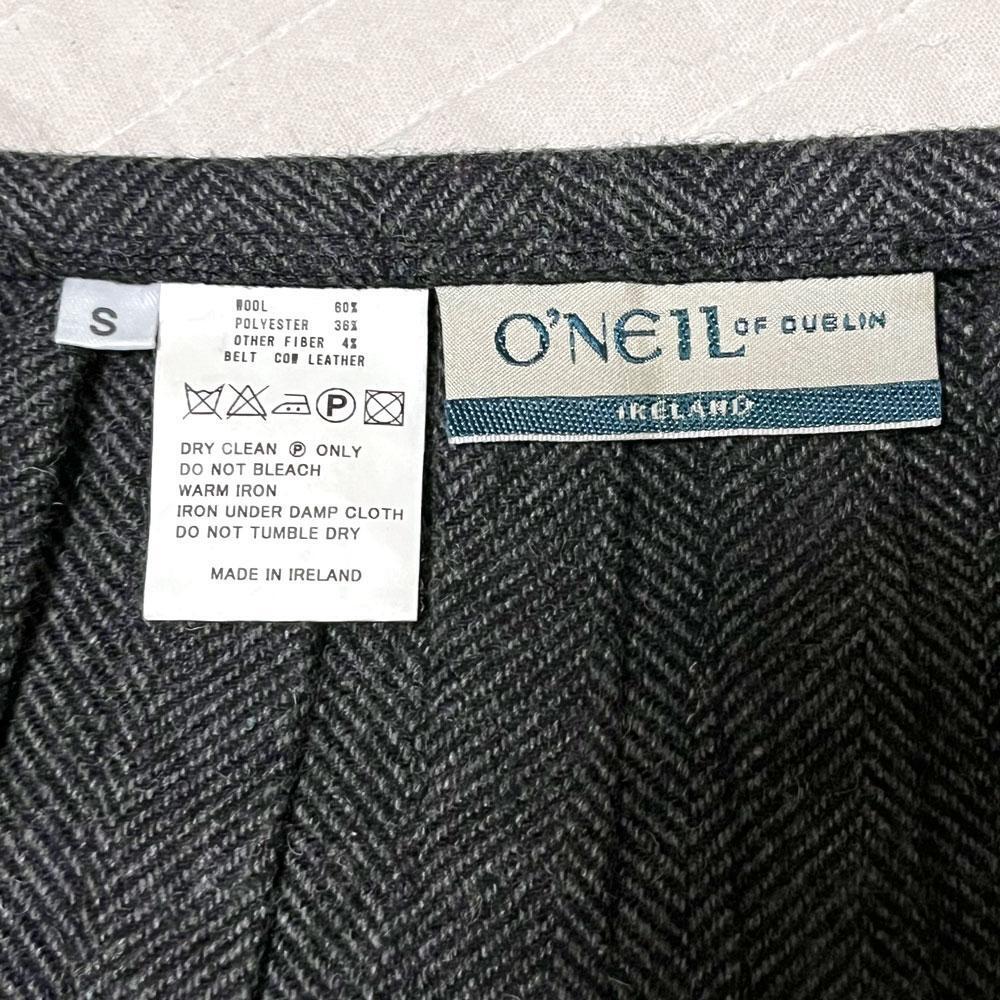 S
WOOL 60%
POLYESTER 36%
OTHER FIBER 4%
BELT COW LEATHER
P
DRY CLEAN Ⓟ ONLY
DO NOT BLEACH
WARM IRON
IRON UNDER DAMP CLOTH
DO NOT TUMBLE DRY
MADE IN IRELAND
O'NEIL OF DUBLIN
IRELAND